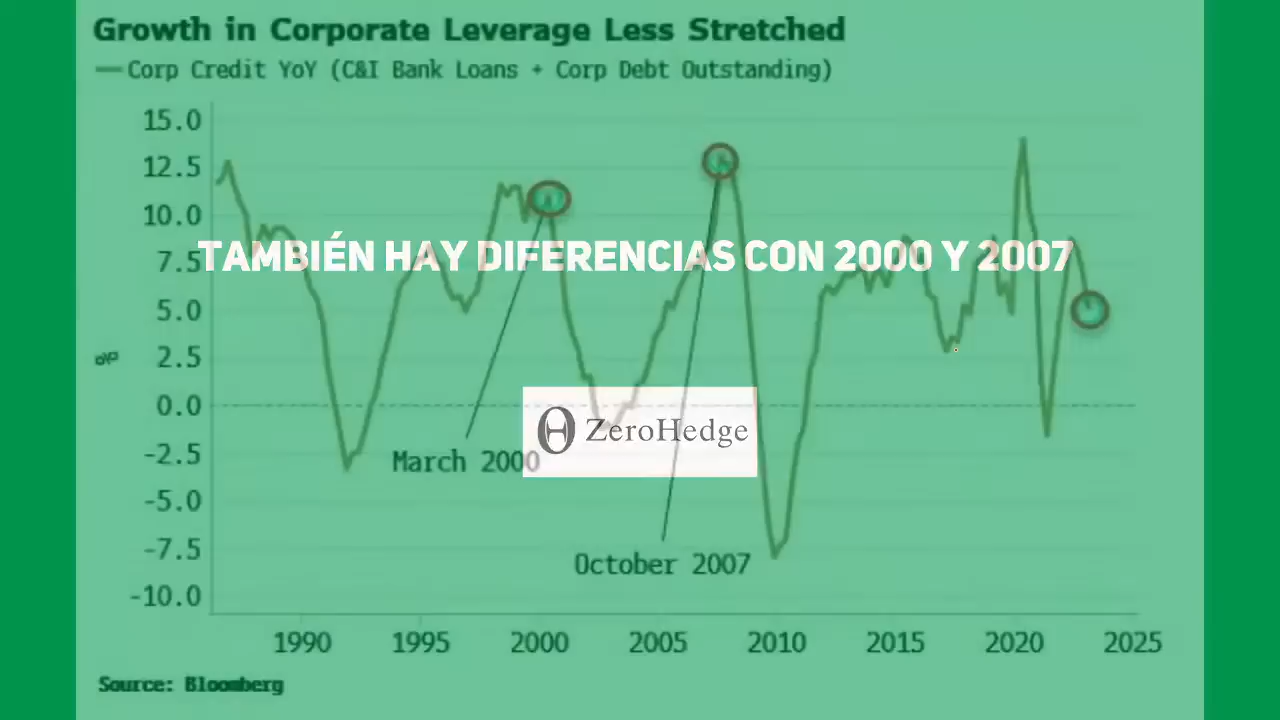 Growth in Corporate Leverage Less Stretched
Corp Credit YoY (C&I Bank Loans + Corp Debt Outstanding)
15.0
12.5
10.0
7.5
TAMBIÉN HAY DIFERENCIAS CON 2000 Y 2007
5.0
%
2.5
0.0
ZeroHedge
-2.5
March 2000
-5.0
-7.5
October 2007
-10.0
1990 1995 2000 2005 2010 2015 2020 2025
Source: Bloomberg